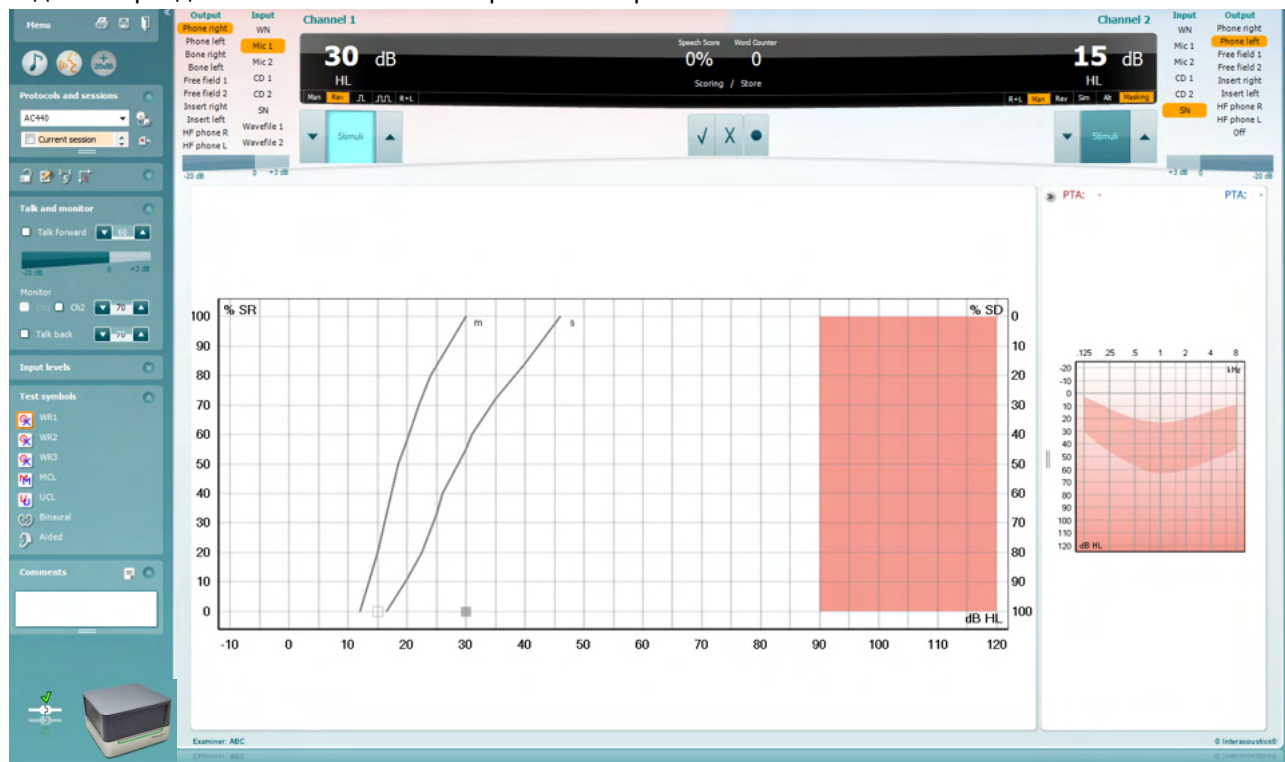 Menu
Protocols and sessions
AC440
Current session
Talk and monitor
Talk forward 60
-20 dB 0 +3 dB
Monitor
Ch1 Ch2 70
Talk back 70
Input levels
Test symbols
WR1
WR2
WR3
MCL
UCL
Binaural
Aided
Comments
Output
Phone right
Phone left
Bone right
Bone left
Free field 1
Free field 2
Insert right
Insert left
HF phone R
HF phone L
Input
WN
Mic 1
Mic 2
CD 1
CD 2
SN
Wavefile 1
Wavefile 2
-20 dB 0 +3 dB
Channel 1
30 dB
HL
Man Rev R+L
Stimuli
Speech Score Word Counter
0% 0
Scoring / Store
Channel 2
15 dB
HL
R+L Man Rev Sim Alt Masking
Stimuli
Input
WN
Mic 1
Mic 2
CD 1
CD 2
SN
Output
Phone right
Phone left
Free field 1
Free field 2
Insert right
Insert left
HF phone R
HF phone L
Off
+3 dB 0 -20 dB
% SR
m
s
% SD
100
90
80
70
60
50
40
30
20
10
0
0
10
20
30
40
50
60
70
80
90
100
dB HL
-10 0 10 20 30 40 50 60 70 80 90 100 110 120
PTA: -
PTA: -
.125 .25 .5 1 2 4 8
kHz
-20
-10
0
10
20
30
40
50
60
70
80
90
100
110
120
dB HL
Examiner: ABC
© Interacoustics®